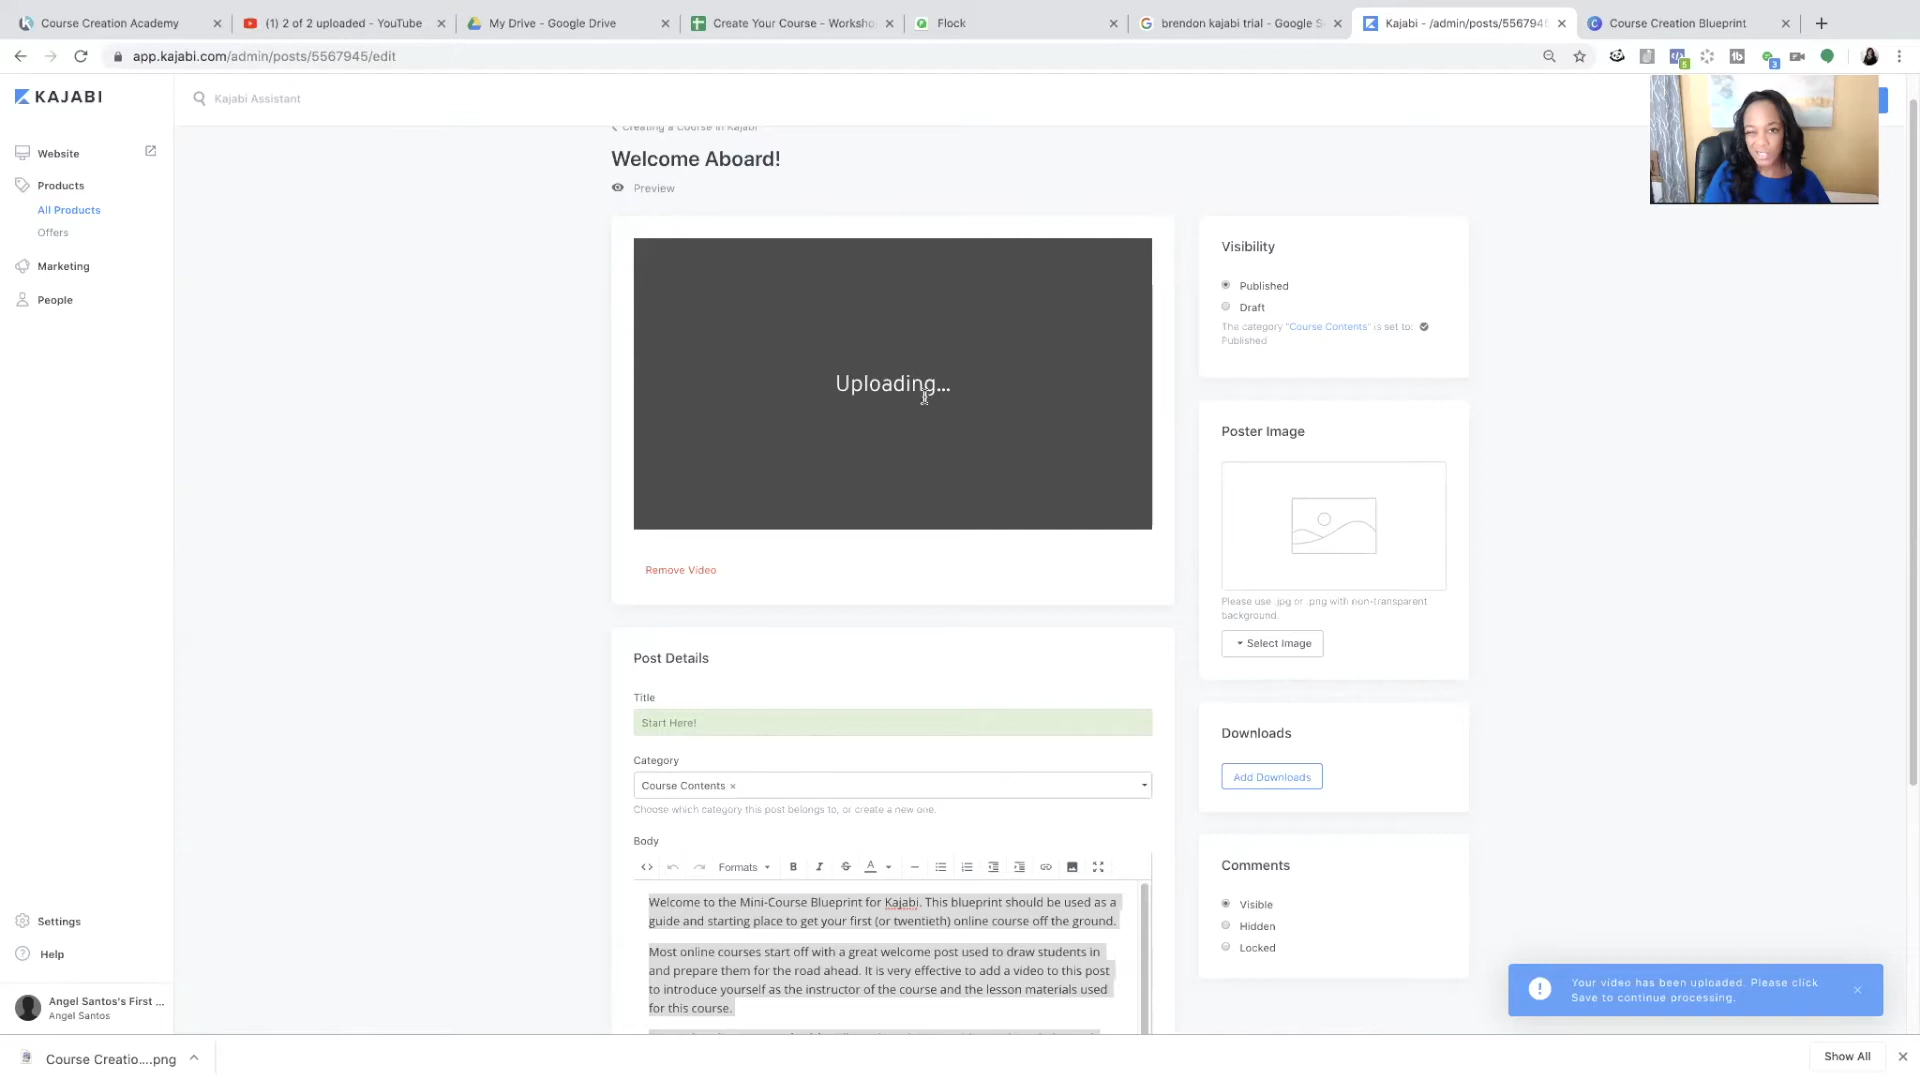 Course Creation Academy
(1) 2 of 2 uploaded - YouTube
My Drive - Google Drive
Create Your Course - Worksho
Flock
brendon kajabi trial - Google S
Kajabi - /admin/posts/5567945
Course Creation Blueprint
app.kajabi.com/admin/posts/5567945/edit
KAJABI
Kajabi Assistant
Creating a Course in Kajabi
Welcome Aboard!
Preview
Website
Products
All Products
Offers
Marketing
People
Uploading...
Remove Video
Visibility
Published
Draft
The category "Course Contents" is set to:
Published
Poster Image
Please use .jpg or .png with non-transparent
background.
Select Image
Post Details
Title
Start Here!
Category
Course Contents ×
Choose which category this post belongs to, or create a new one.
Downloads
Add Downloads
Body
Formats
B I S A
Welcome to the Mini-Course Blueprint for Kajabi. This blueprint should be used as a
guide and starting place to get your first (or twentieth) online course off the ground.
Most online courses start off with a great welcome post used to draw students in
and prepare them for the road ahead. It is very effective to add a video to this post
to introduce yourself as the instructor of the course and the lesson materials used
for this course.
Comments
Visible
Hidden
Locked
Settings
Help
Angel Santos's First ...
Angel Santos
Your video has been uploaded. Please click
Save to continue processing.
Course Creatio....png
Show All